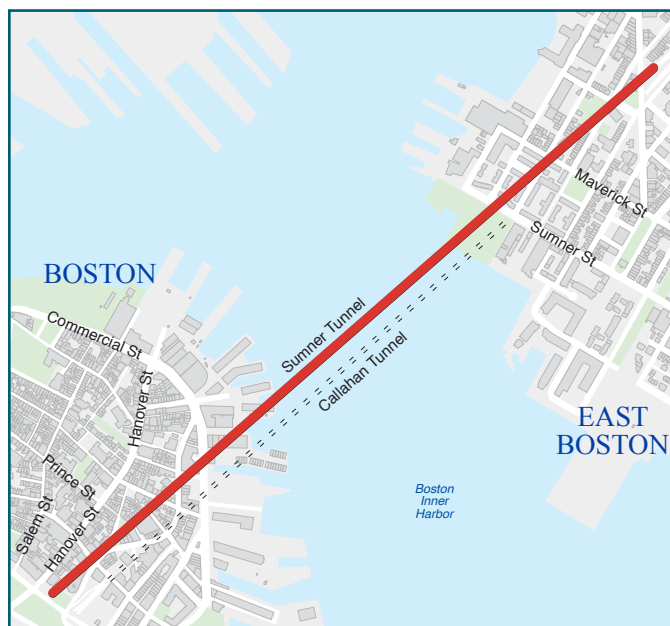 Maverick St
Sumner St
BOSTON
Commercial St
Sumner Tunnel
Callahan Tunnel
Hanover St
EAST
BOSTON
Prince St
Salem St
Hanover St
Boston
Inner
Harbor